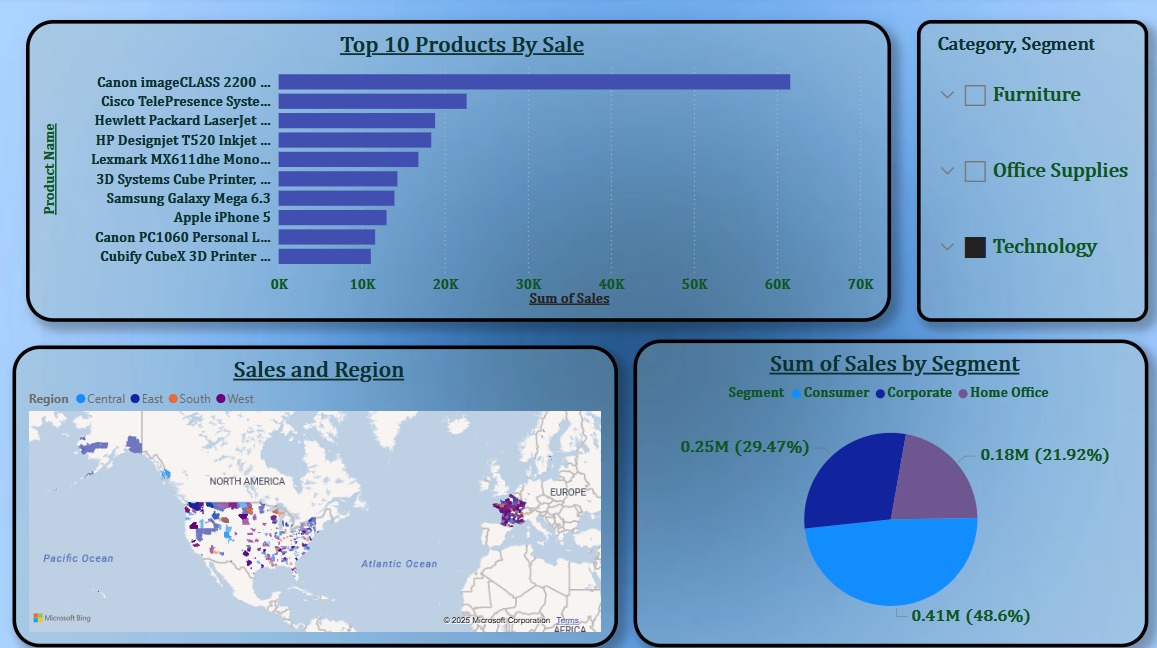 Top 10 Products By Sale
Product Name
Canon imageCLASS 2200 ...
Cisco TelePresence Syste...
Hewlett Packard LaserJet ...
HP Designjet T520 Inkjet ...
Lexmark MX611dhe Mono...
3D Systems Cube Printer, ...
Samsung Galaxy Mega 6.3
Apple iPhone 5
Canon PC1060 Personal L...
Cubify CubeX 3D Printer ...
0K 10K 20K 30K 40K 50K 60K 70K
Sum of Sales
Category, Segment
Furniture
Office Supplies
Technology
Sales and Region
Region Central East South West
NORTH AMERICA
EUROPE
Pacific Ocean
Atlantic Ocean
Microsoft Bing
© 2025 Microsoft Corporation Terms
AFRICA
Sum of Sales by Segment
Segment Consumer Corporate Home Office
0.25M (29.47%)
0.18M (21.92%)
0.41M (48.6%)